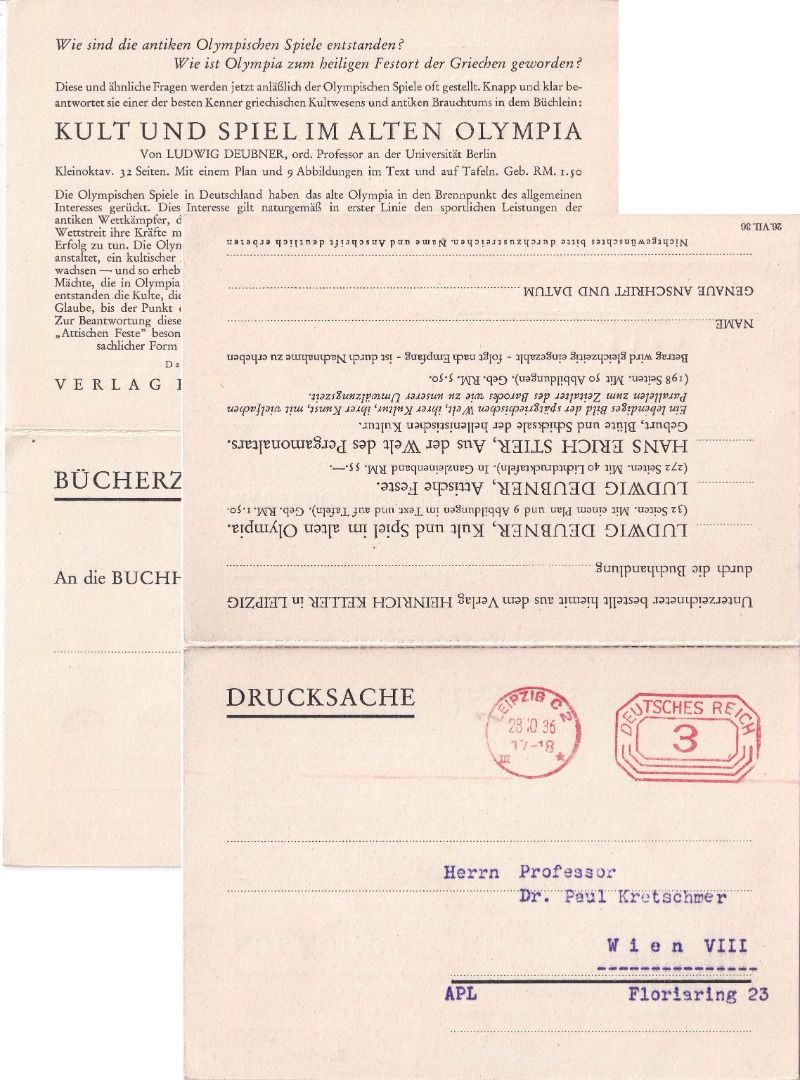 Wie sind die antiken Olympischen Spiele entstanden?
Wie ist Olympia zum heiligen Festort der Griechen geworden?
Diese und ähnliche Fragen werden jetzt anläßlich der Olympischen Spiele oft gestellt. Knapp und klar be-
antwortet sie einer der besten Kenner griechischen Kultwesens und antiken Brauchtums in dem Büchlein:
KULT UND SPIEL IM ALTEN OLYMPIA
Von LUDWIG DEUBNER, ord. Professor an der Universität Berlin
Kleinoktav. 32 Seiten. Mit einem Plan und 9 Abbildungen im Text und auf Tafeln. Geb. RM. 1.50
Die Olympischen Spiele in Deutschland haben das alte Olympia in den Brennpunkt des allgemeinen
Interesses gerückt. Dies Interesse gilt naturgemäß in erster Linie den sportlichen Leistungen der
antiken Wettkämpfer, d
Wettstreit ihre Kräfte m
Erfolg zu tun. Die Olyn
anstaltet, ein kultischer
wachsen — und so erheb
Mächte, die in Olympia
entstanden die Kulte, die
Glaube, bis der Punkt
Zur Beantwortung diese
„Attischen Feste" beson
sachlicher Form
Da
VERLAG
BÜCHERZ
An die BUCHH
Unterzeichneter bestellt hiemit aus dem Verlag HEINRICH KELLER in LEIPZIG
durch die Buchhandlung
LUDWIG DEUBNER, Kult und Spiel im alten Olympia.
(32 Seiten. Mit einem Plan und 9 Abbildungen im Text und auf Tafeln). Geb. RM. 1.50.
LUDWIG DEUBNER, Attische Feste.
(272 Seiten. Mit 40 Lichtdrucktafeln). In Ganzleinenband RM. 35.—.
HANS ERICH STIER, Aus der Welt des Pergamonaltars.
Geburt, Blüte und Schicksale der hellenistischen Kultur.
Ein lebendiges Bild der spätgriechischen Welt, ihrer Kultur, ihrer Kunst, mit vielfachen
Parallelen zum Zeitalter des Barocks wie zu unserer Umwälzungszeit.
(198 Seiten. Mit 50 Abbildungen). Geb. RM. 5.50.
Betrag wird gleichzeitig eingezahlt - folgt nach Empfang - ist durch Nachnahme zu erheben
NAME
GENAUE ANSCHRIFT UND DATUM
Nichtgewünschtes bitte durchzustreichen. Name und Anschrift deutlich erbeten
26. VII. 36
DRUCKSACHE
LEIPZIG C 2
28.10.36
17-18
III
DEUTSCHES REICH
3
Herrn Professor
Dr. Paul Kretschmer
Wien VIII
APL Floriaring 23